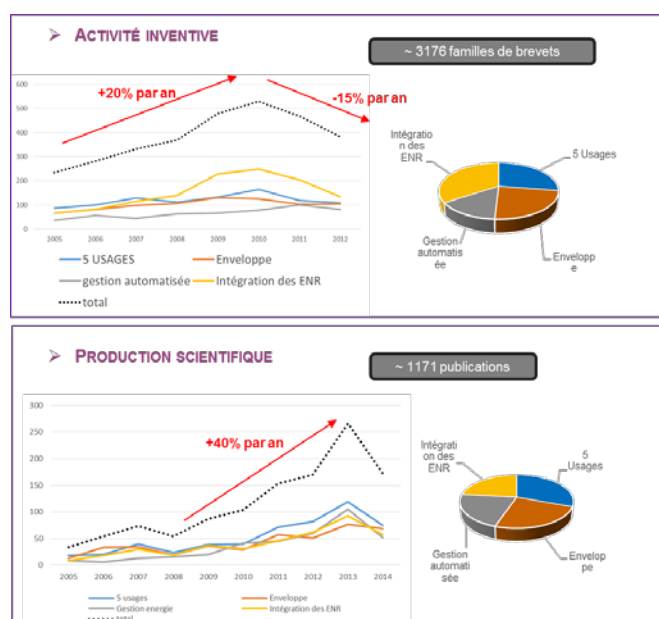 ➢ ACTIVITÉ INVENTIVE
~ 3176 familles de brevets
+20% par an
-15% par an
600
500
400
300
200
100
0
2005 2006 2007 2008 2009 2010 2011 2012
5 USAGES
Enveloppe
gestion automatisée
Intégration des ENR
total
Intégratio
n des
ENR
5 Usages
Gestion
automatis
ée
Envelopp
e
➢ PRODUCTION SCIENTIFIQUE
~ 1171 publications
+40% par an
300
250
200
150
100
50
0
2005 2006 2007 2008 2009 2010 2011 2012 2013 2014
5 usages
Enveloppe
Gestion energie
Intégration des ENR
total
Intégrati
on des
ENR
5
Usages
Gestion
automati
sée
Envelo
ppe